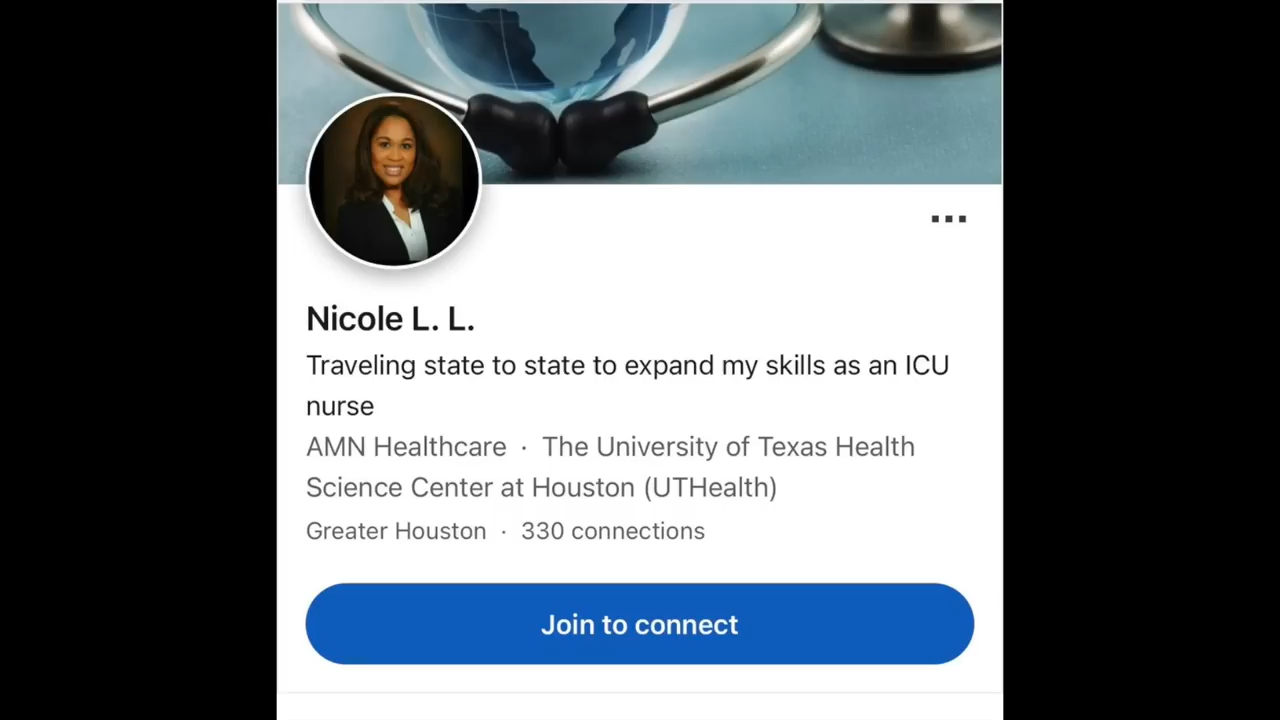 Nicole L. L.
Traveling state to state to expand my skills as an ICU
nurse
AMN Healthcare · The University of Texas Health
Science Center at Houston (UTHealth)
Greater Houston · 330 connections
Join to connect